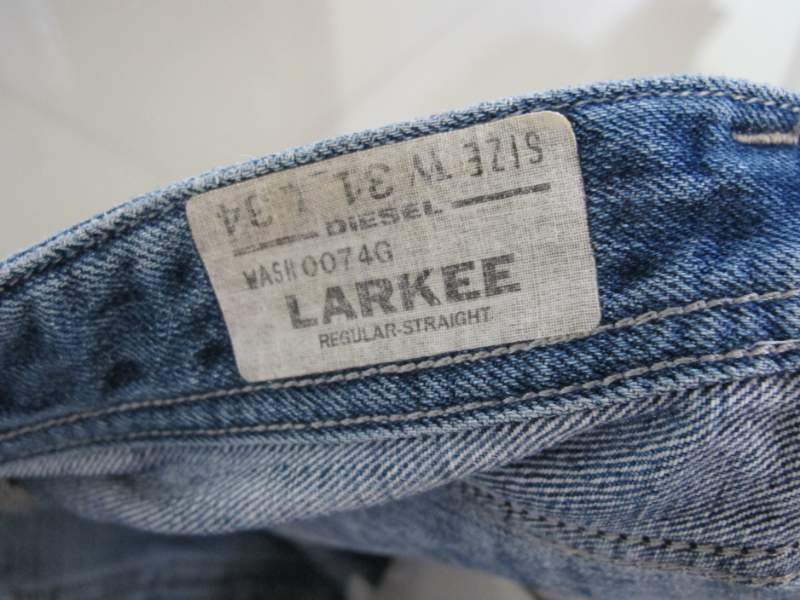 SIZE W 31 L 34
DIESEL
WASH 0074G
LARKEE
REGULAR-STRAIGHT